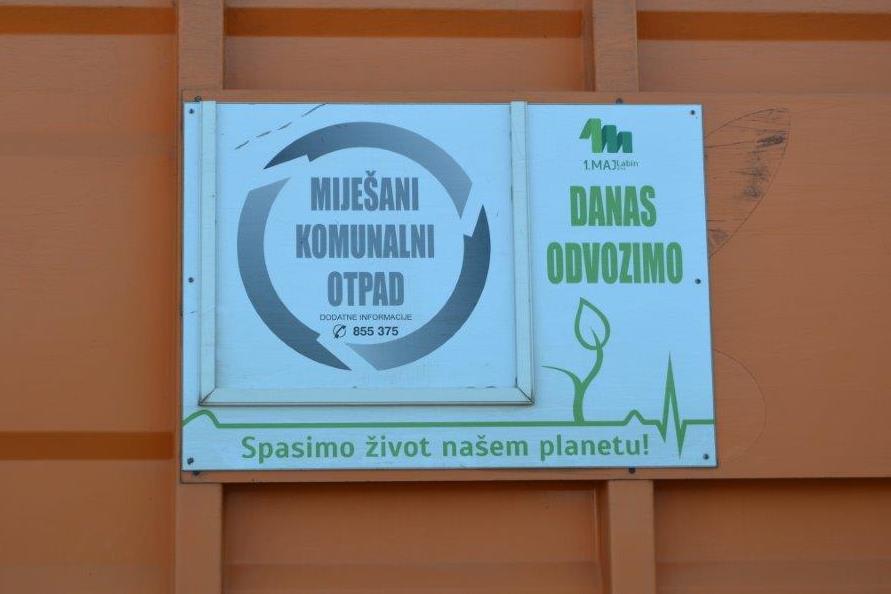 MIJEŠANI
KOMUNALNI
OTPAD
DODATNE INFORMACIJE
855 375
1.MAJ Labin
DANAS
ODVOZIMO
Spasimo život našem planetu!